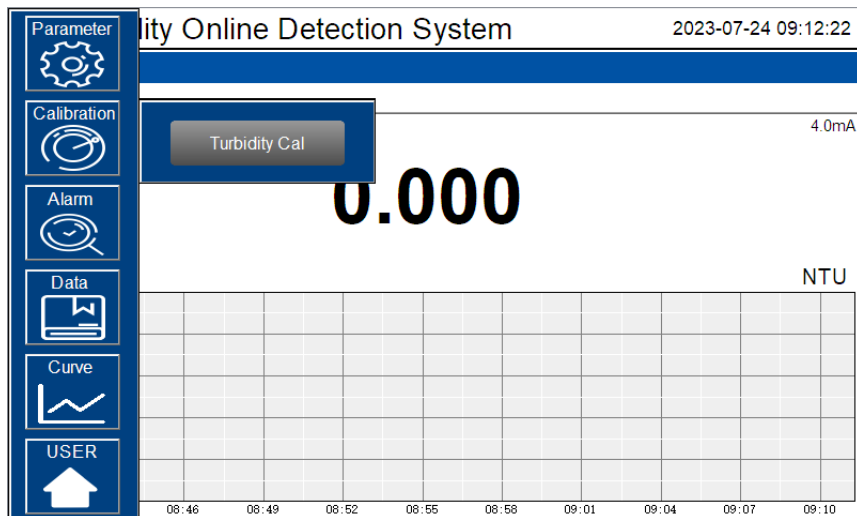 Parameter
lity Online Detection System
2023-07-24 09:12:22
Calibration
Turbidity Cal
4.0mA
0.000
Alarm
Data
NTU
Curve
USER
08:46 08:49 08:52 08:55 08:58 09:01 09:04 09:07 09:10